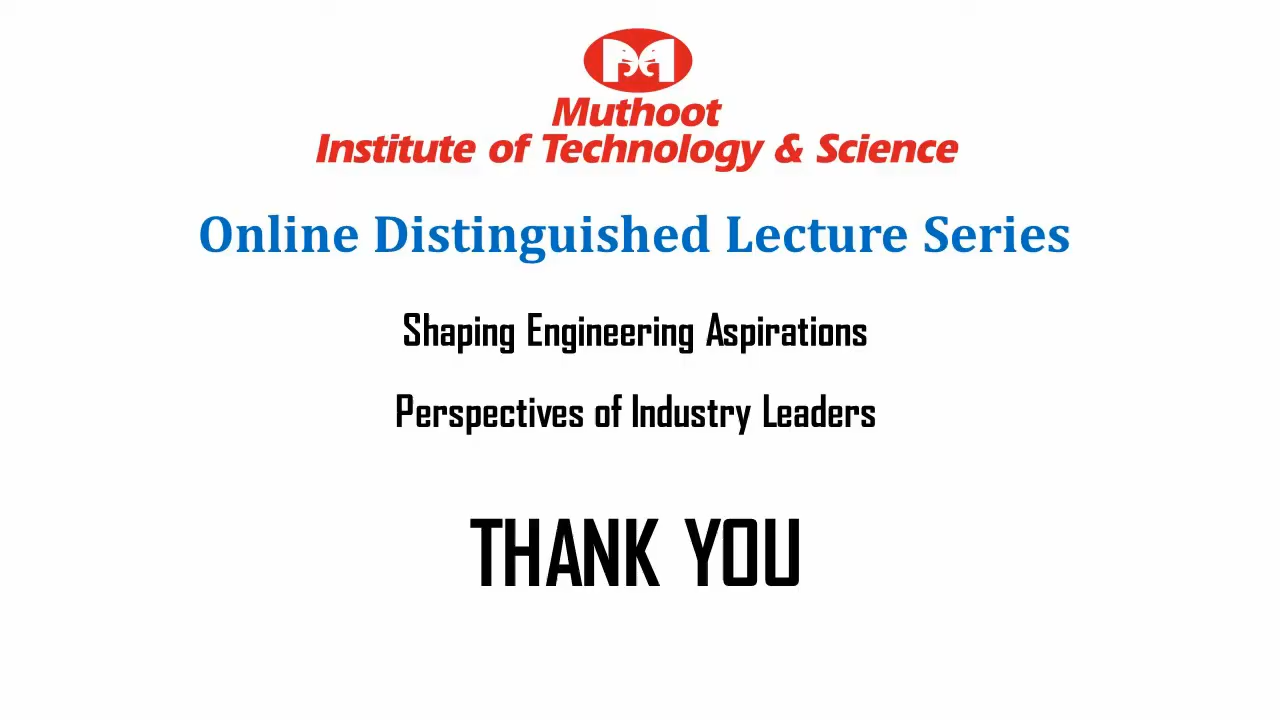 Muthoot
Institute of Technology & Science
Online Distinguished Lecture Series
Shaping Engineering Aspirations
Perspectives of Industry Leaders
THANK YOU